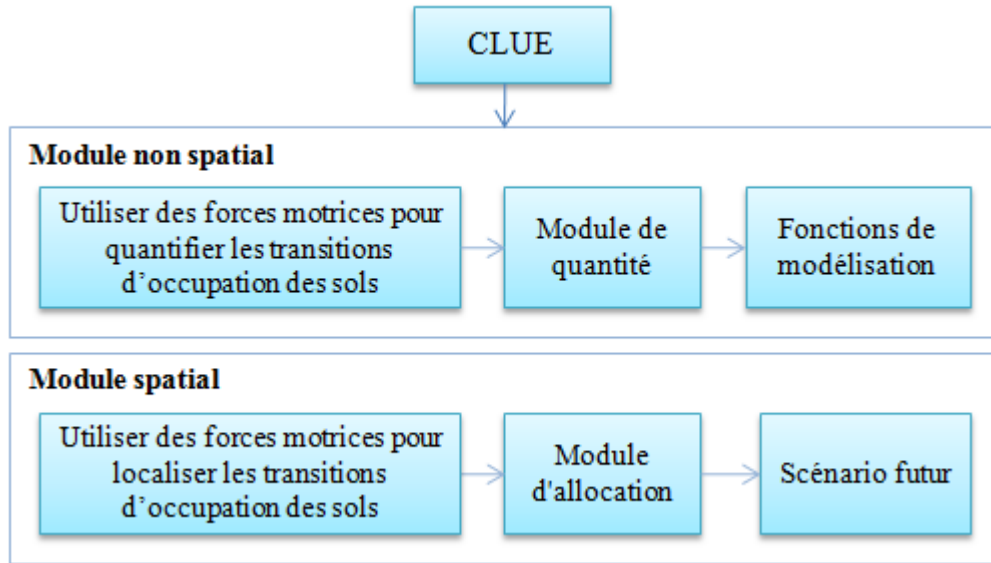 CLUE
Module non spatial
Utiliser des forces motrices pour
quantifier les transitions
d’occupation des sols
Module de
quantité
Fonctions de
modélisation
Module spatial
Utiliser des forces motrices pour
localiser les transitions
d’occupation des sols
Module
d'allocation
Scénario futur